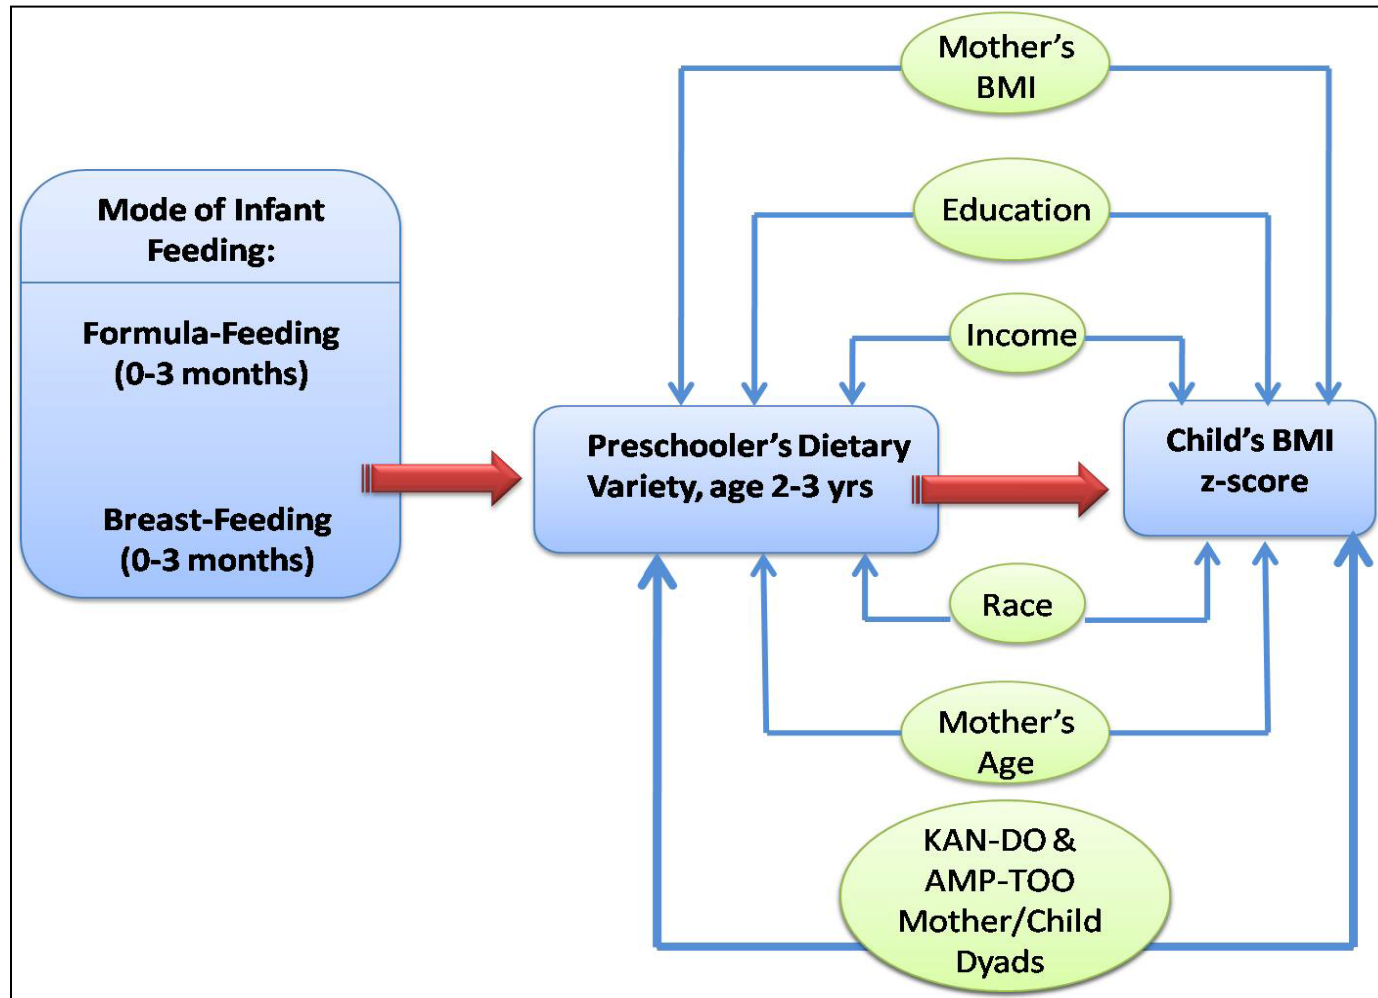 Mother's
BMI
Education
Income
Mode of Infant
Feeding:
Formula-Feeding
(0-3 months)
Breast-Feeding
(0-3 months)
Preschooler's Dietary
Variety, age 2-3 yrs
Child's BMI
z-score
Race
Mother's
Age
KAN-DO &
AMP-TOO
Mother/Child
Dyads